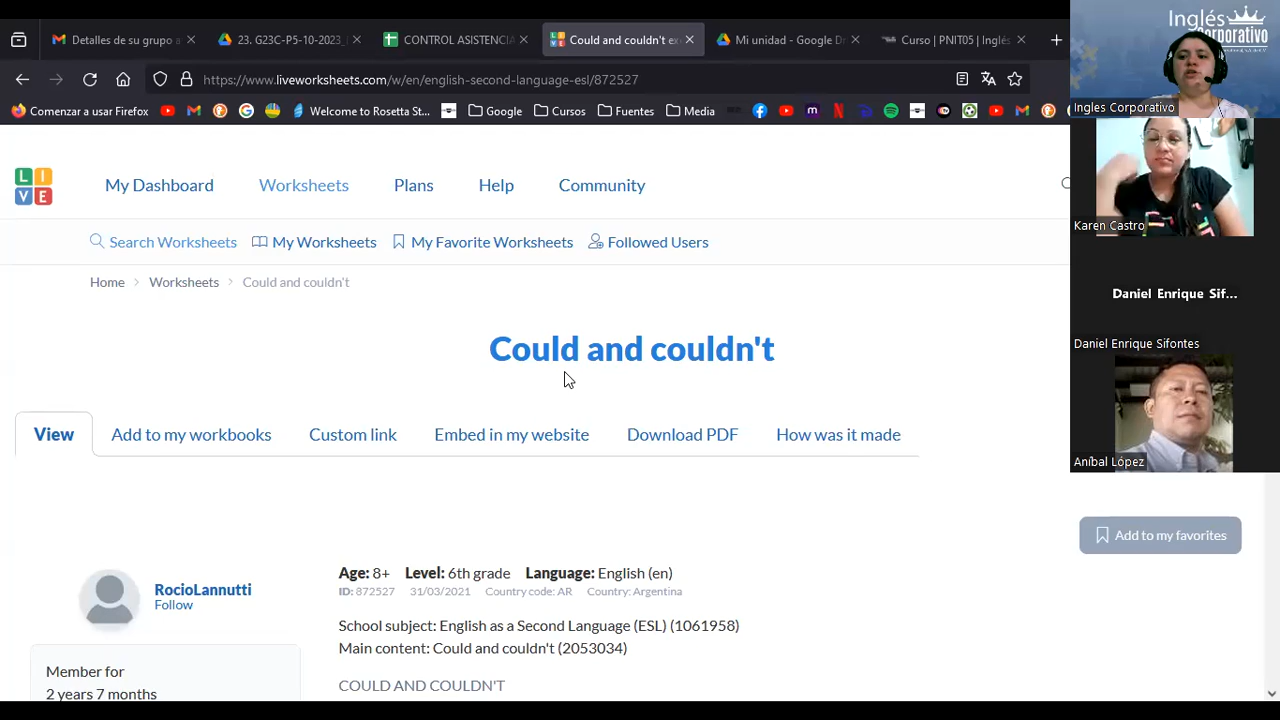 Detalles de su grupo a
23. G23C-P5-10-2023_
CONTROL ASISTENCIA
Could and couldn't ex
Mi unidad - Google Dr
Curso | PNIT05 | Inglés
https://www.liveworksheets.com/w/en/english-second-language-esl/872527
Comenzar a usar Firefox
Welcome to Rosetta St...
Google
Cursos
Fuentes
Media
LIVE
My Dashboard
Worksheets
Plans
Help
Community
Search Worksheets
My Worksheets
My Favorite Worksheets
Followed Users
Home > Worksheets > Could and couldn't
Could and couldn't
View
Add to my workbooks
Custom link
Embed in my website
Download PDF
How was it made
Add to my favorites
RocioLannutti
Follow
Member for
2 years 7 months
Age: 8+ Level: 6th grade Language: English (en)
ID: 872527 31/03/2021 Country code: AR Country: Argentina
School subject: English as a Second Language (ESL) (1061958)
Main content: Could and couldn't (2053034)
COULD AND COULDN'T
Inglés
Corporativo
Ingles Corporativo
Karen Castro
Daniel Enrique Sif...
Daniel Enrique Sifontes
Aníbal López